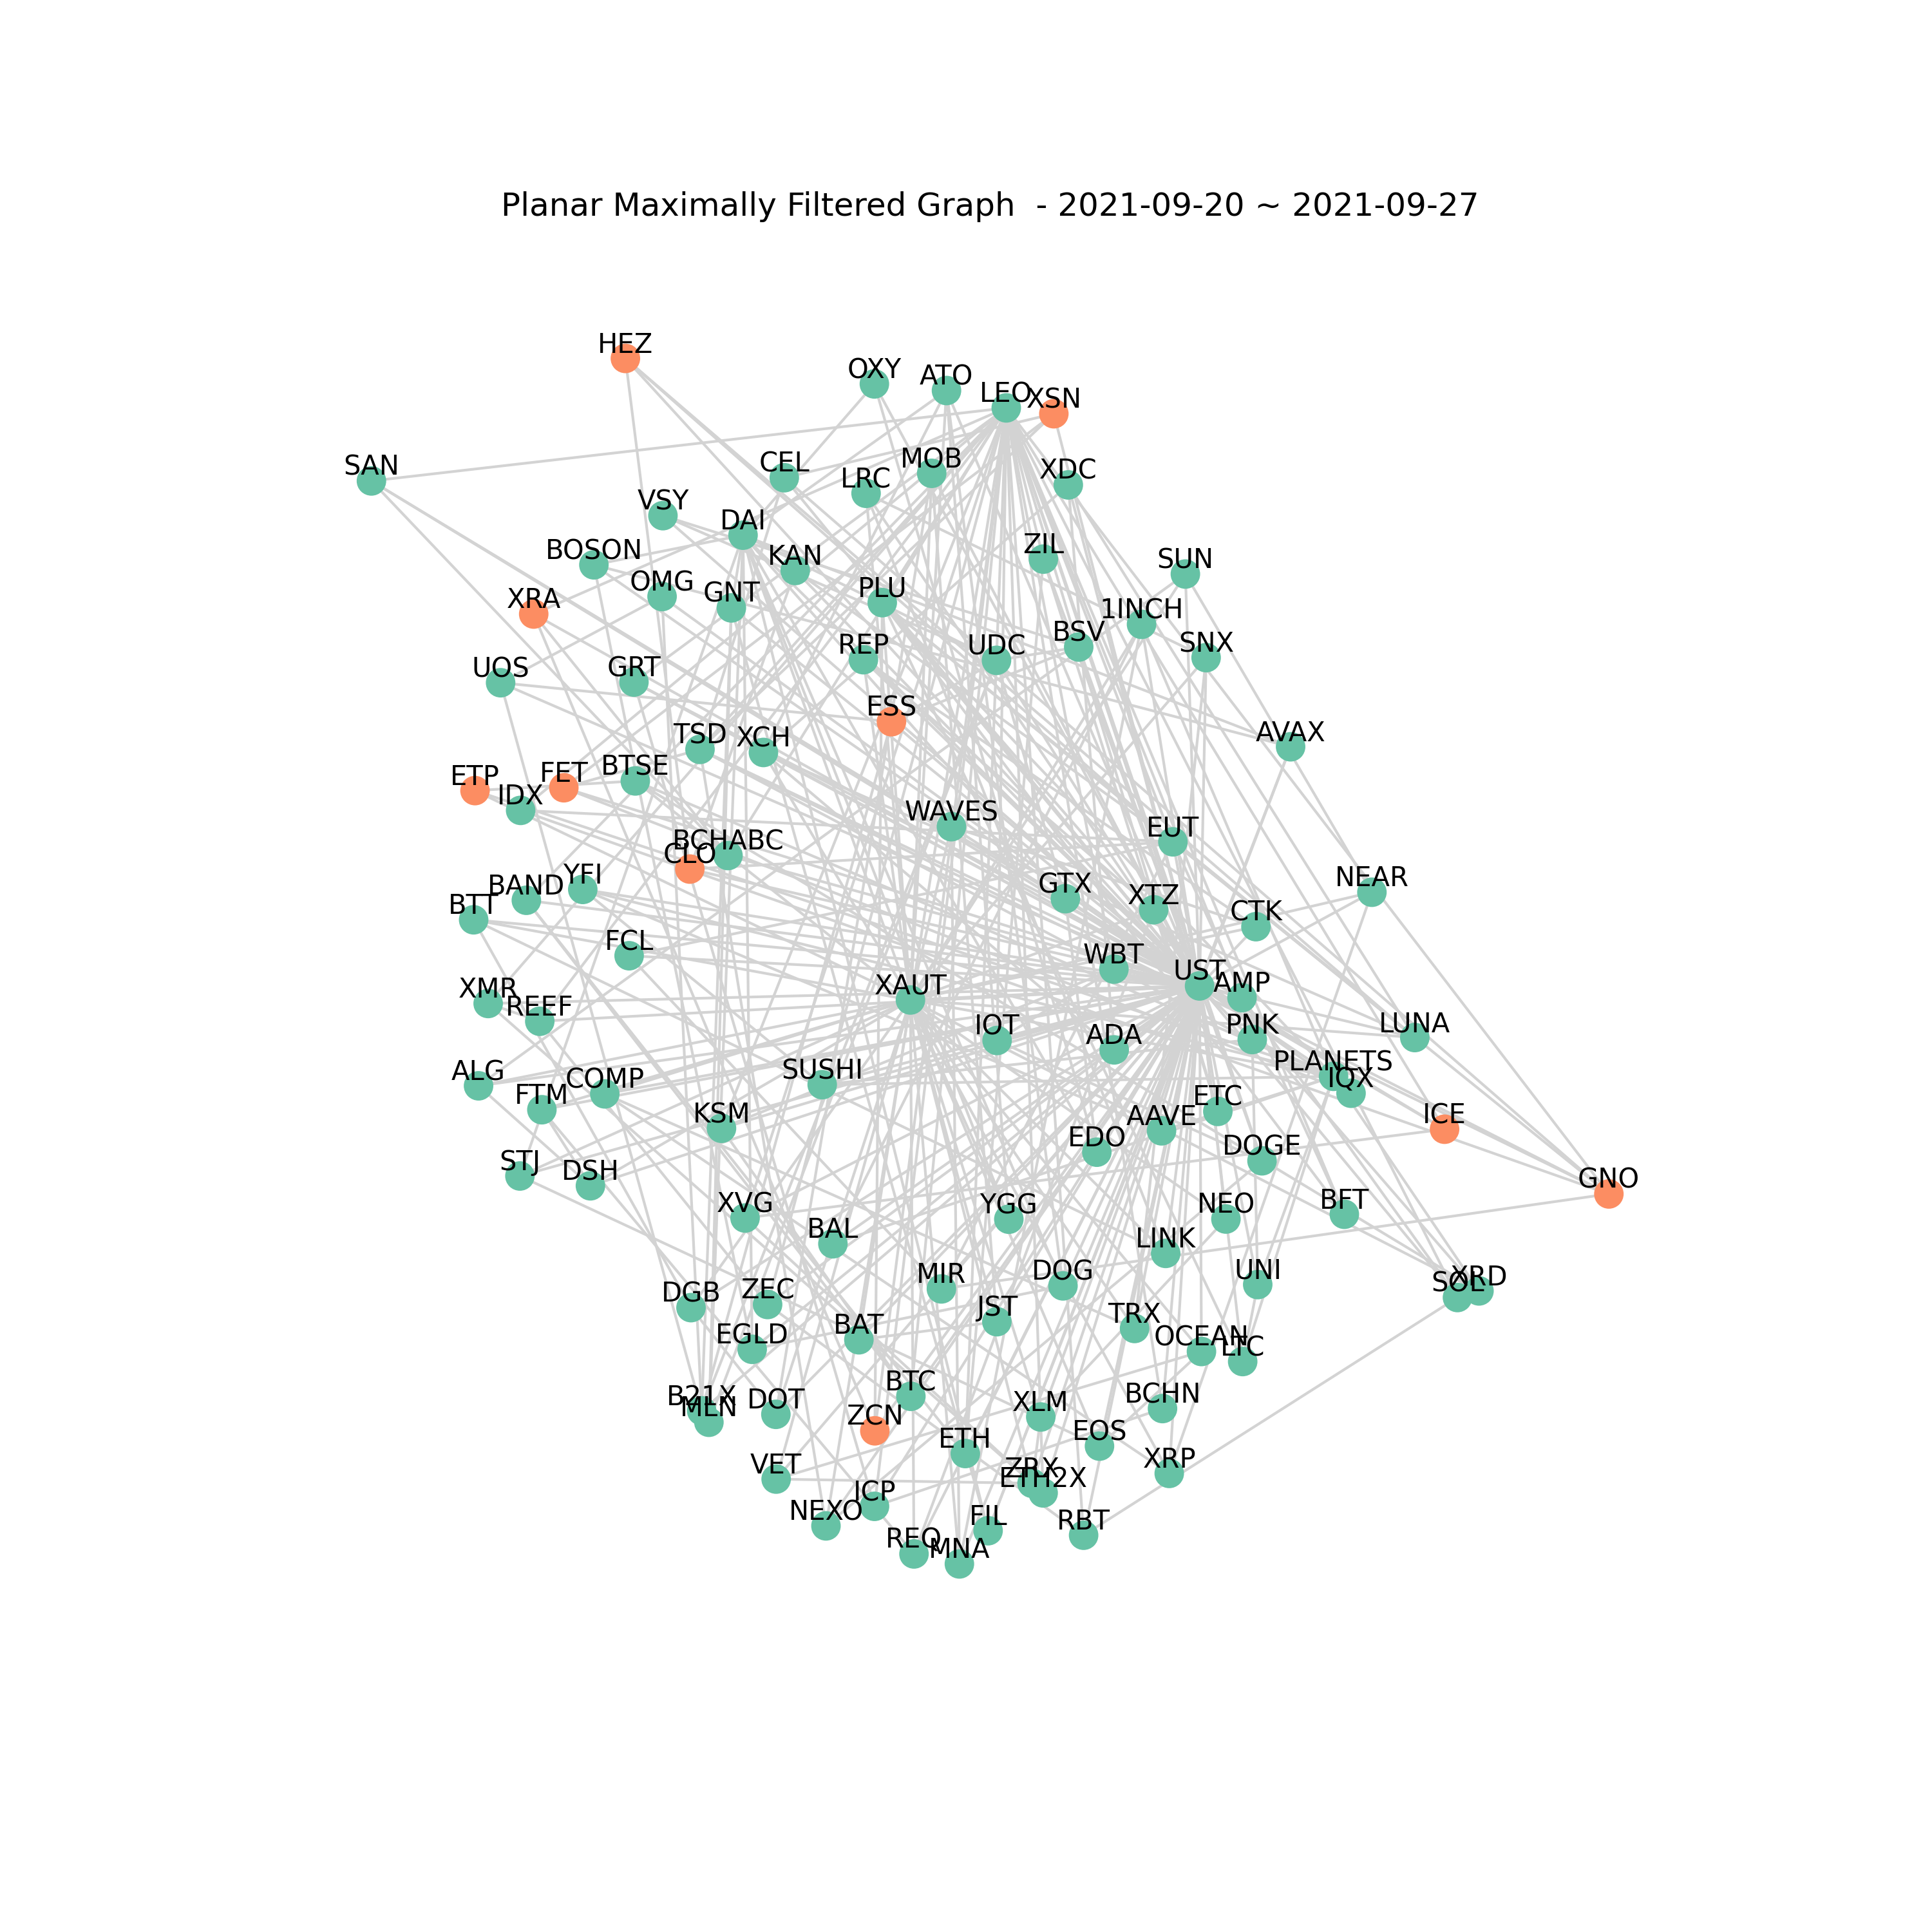 Planar Maximally Filtered Graph  - 2021-09-20 ~ 2021-09-27
HEZ
OXY
ATO
LEO
XSN
SAN
CEL
LRC
MOB
XDC
VSY
DAI
KAN
ZIL
BOSON
OMG
GNT
PLU
SUN
1INCH
XRA
UOS
GRT
REP
UDC
BSV
SNX
ESS
TSD
XCH
AVAX
ETP
FET
BTSE
IDX
WAVES
EUT
BCHABC
CLO
BAND
YFI
BTT
GTX
XTZ
NEAR
CTK
FCL
WBT
UST
AMP
XAUT
XMR
REEF
IOT
ADA
PNK
LUNA
PLANETS
IQX
ALG
FTM
COMP
SUSHI
ETC
ICE
KSM
AAVE
EDO
DOGE
STJ
DSH
GNO
XVG
BAL
YGG
NEO
BFT
LINK
MIR
DOG
UNI
SOL
XRD
DGB
ZEC
EGLD
BAT
JST
TRX
OCEAN
LTC
B21X
MLN
DOT
BTC
ZCN
XLM
BCHN
ETH
EOS
VET
ZRX
ETH2X
XRP
NEXO
ICP
FIL
RBT
REQ
MNA